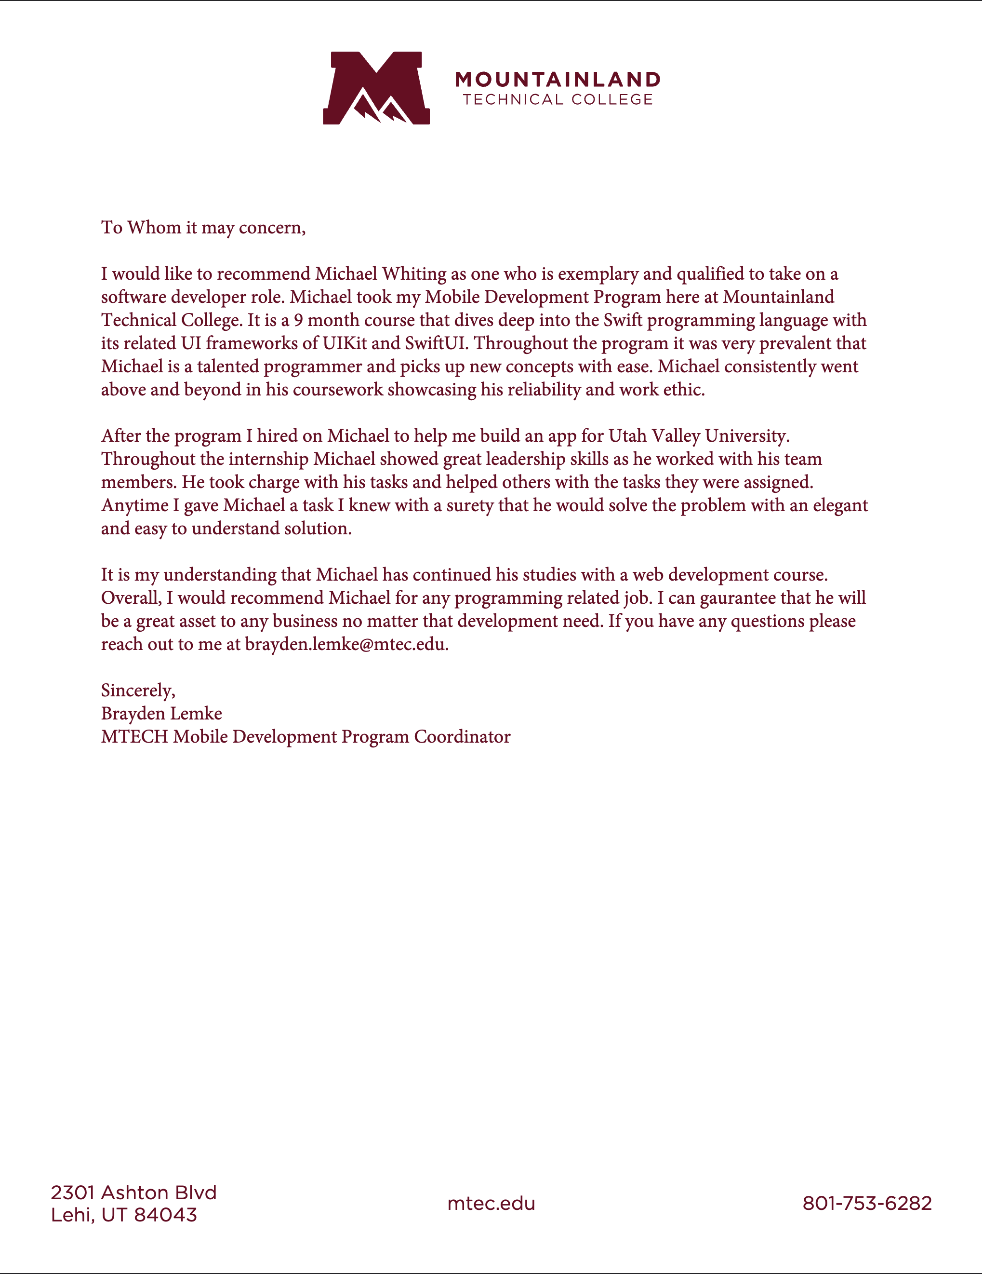 MOUNTAINLAND
TECHNICAL COLLEGE
To Whom it may concern,
I would like to recommend Michael Whiting as one who is exemplary and qualified to take on a
software developer role. Michael took my Mobile Development Program here at Mountainland
Technical College. It is a 9 month course that dives deep into the Swift programming language with
its related UI frameworks of UIKit and SwiftUI. Throughout the program it was very prevalent that
Michael is a talented programmer and picks up new concepts with ease. Michael consistently went
above and beyond in his coursework showcasing his reliability and work ethic.
After the program I hired on Michael to help me build an app for Utah Valley University.
Throughout the internship Michael showed great leadership skills as he worked with his team
members. He took charge with his tasks and helped others with the tasks they were assigned.
Anytime I gave Michael a task I knew with a surety that he would solve the problem with an elegant
and easy to understand solution.
It is my understanding that Michael has continued his studies with a web development course.
Overall, I would recommend Michael for any programming related job. I can gaurantee that he will
be a great asset to any business no matter that development need. If you have any questions please
reach out to me at brayden.lemke@mtec.edu.
Sincerely,
Brayden Lemke
MTECH Mobile Development Program Coordinator
2301 Ashton Blvd
Lehi, UT 84043
mtec.edu
801-753-6282